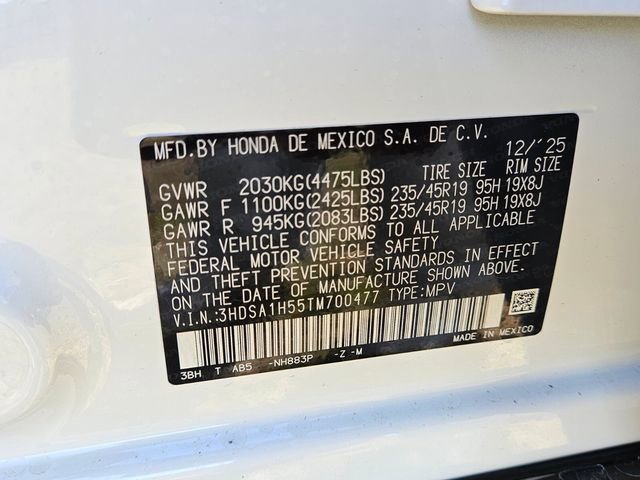 MFD.BY HONDA DE MEXICO S.A. DE C.V. 12/'25
TIRE SIZE RIM SIZE
GVWR 2030KG(4475LBS)
GAWR F 1100KG(2425LBS) 235/45R19 95H 19X8J
GAWR R 945KG(2083LBS) 235/45R19 95H 19X8J
THIS VEHICLE CONFORMS TO ALL APPLICABLE
FEDERAL MOTOR VEHICLE SAFETY
AND THEFT PREVENTION STANDARDS IN EFFECT
ON THE DATE OF MANUFACTURE SHOWN ABOVE.
V.I.N:3HDSA1H55TM700477 TYPE:MPV
MADE IN MEXICO
3BH T AB5 -NH883P -Z -M